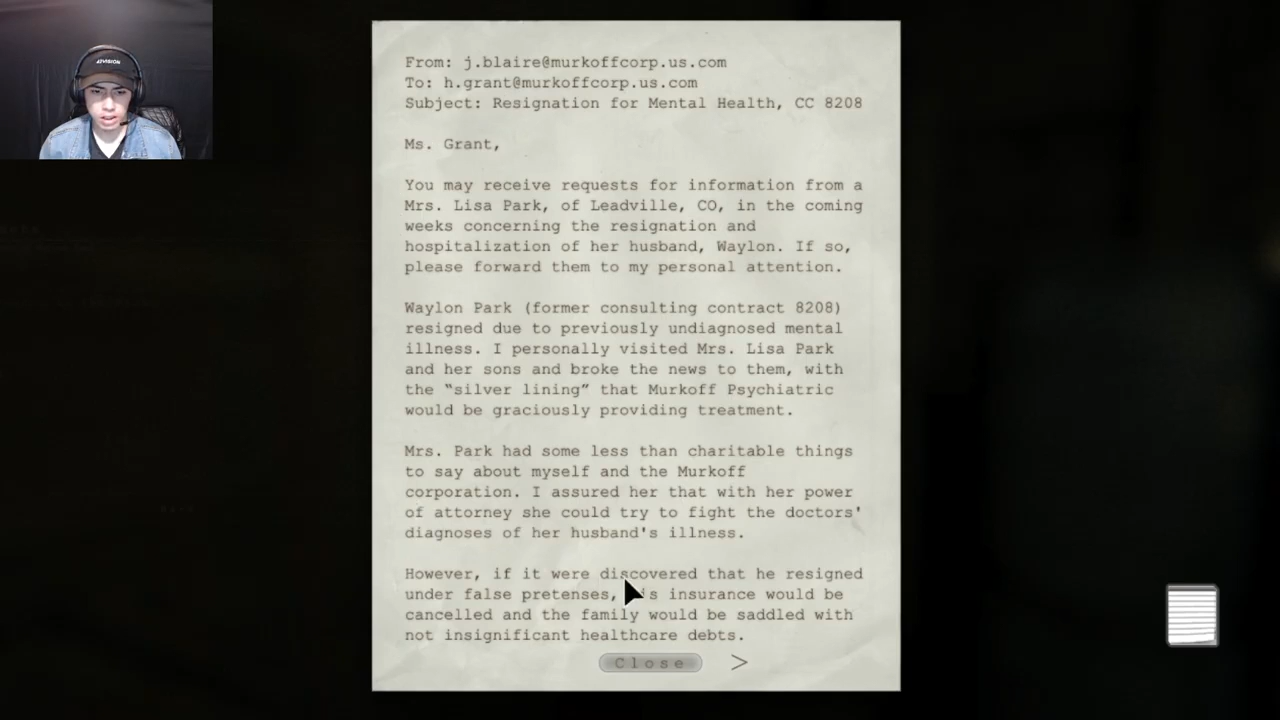 From: j.blaire@murkoffcorp.us.com
To: h.grant@murkoffcorp.us.com
Subject: Resignation for Mental Health, CC 8208
Ms. Grant,
You may receive requests for information from a
Mrs. Lisa Park, of Leadville, CO, in the coming
weeks concerning the resignation and
hospitalization of her husband, Waylon. If so,
please forward them to my personal attention.
Waylon Park (former consulting contract 8208)
resigned due to previously undiagnosed mental
illness. I personally visited Mrs. Lisa Park
and her sons and broke the news to them, with
the “silver lining” that Murkoff Psychiatric
would be graciously providing treatment.
Mrs. Park had some less than charitable things
to say about myself and the Murkoff
corporation. I assured her that with her power
of attorney she could try to fight the doctors'
diagnoses of her husband's illness.
However, if it were discovered that he resigned
under false pretenses, insurance would be
cancelled and the family would be saddled with
not insignificant healthcare debts.
Close >